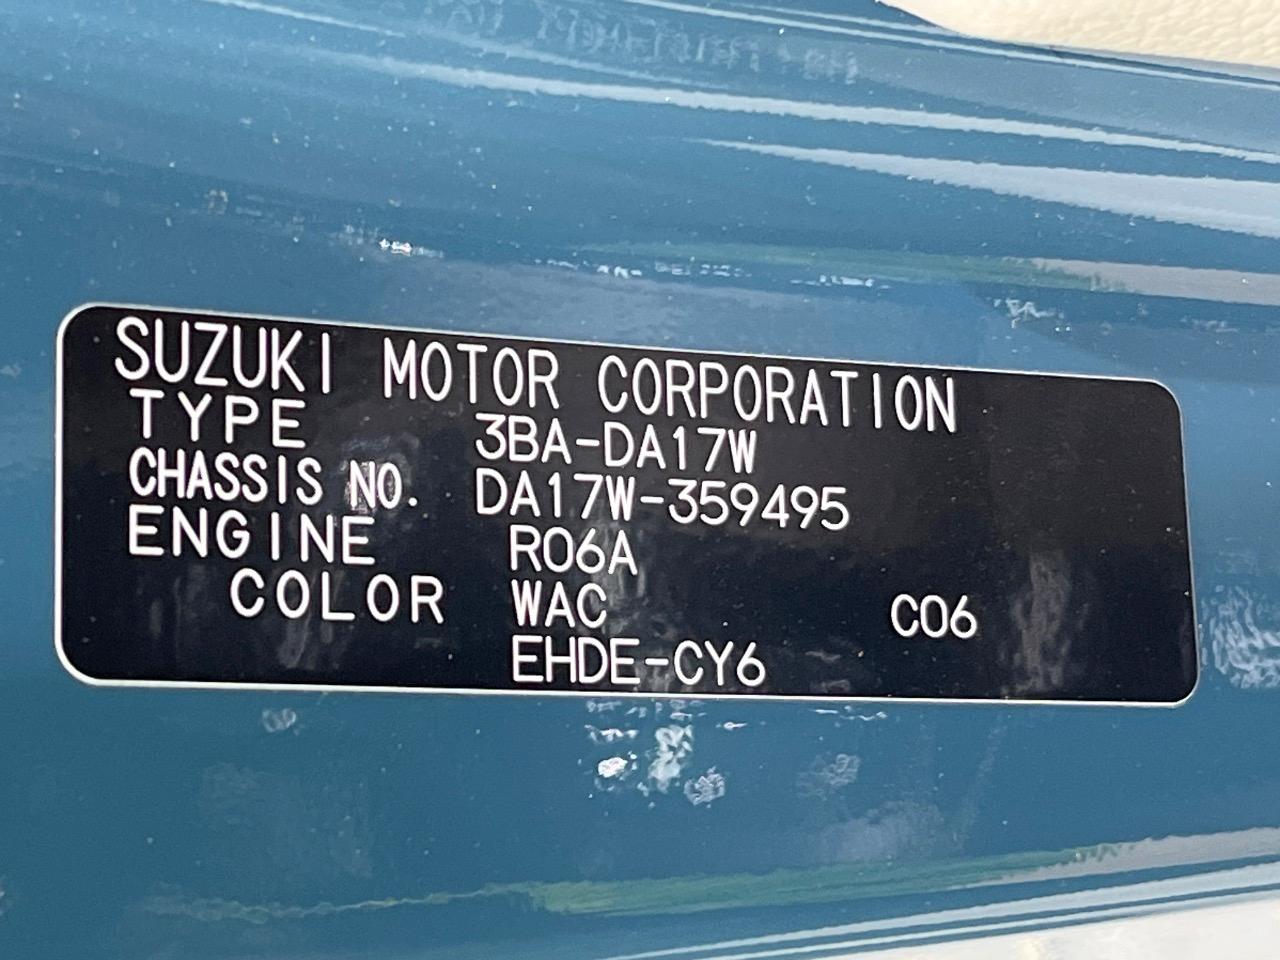 SUZUKI MOTOR CORPORATION
TYPE 3BA-DA17W
CHASSIS NO. DA17W-359495
ENGINE R06A
COLOR WAC C06
EHDE-CY6